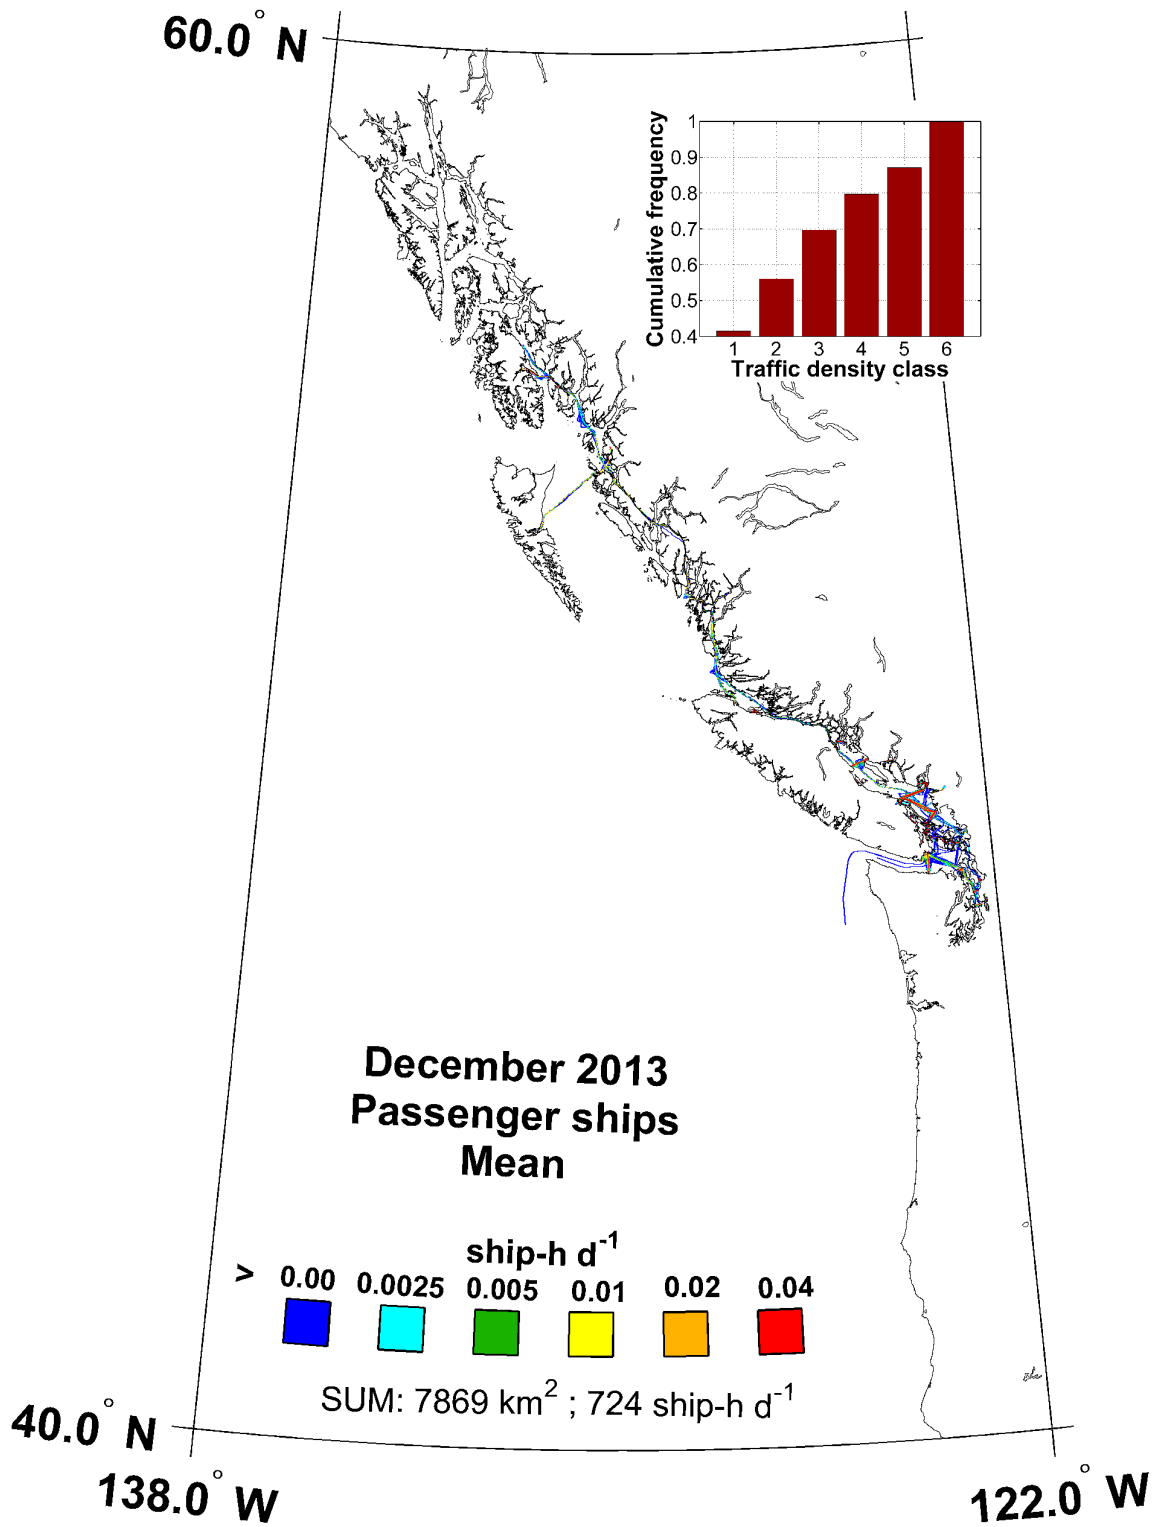 60.0° N
Cumulative frequency
1
0.9
0.8
0.7
0.6
0.5
0.4
1 2 3 4 5 6
Traffic density class
December 2013
Passenger ships
Mean
ship-h d⁻¹
> 0.00 0.0025 0.005 0.01 0.02 0.04
SUM: 7869 km² ; 724 ship-h d⁻¹
40.0° N
138.0° W
122.0° W